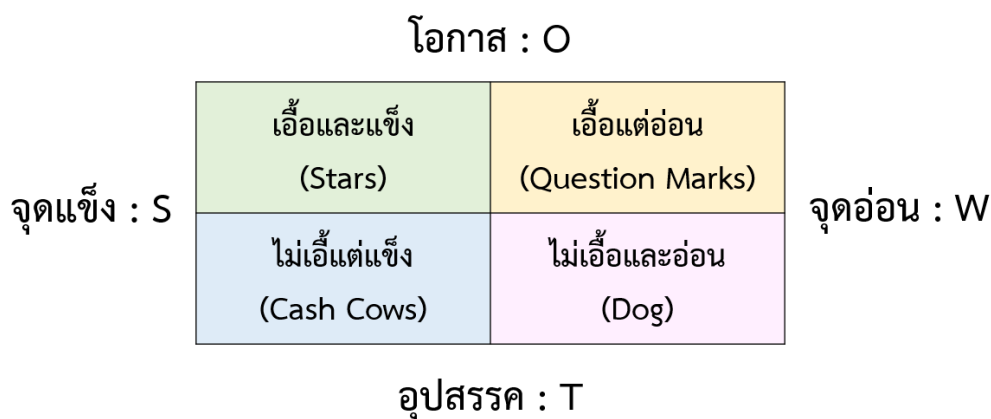 โอกาส : O
เอื้อและแข็ง
(Stars)
เอื้อแต่อ่อน
(Question Marks)
จุดแข็ง : S
จุดอ่อน : W
ไม่เอื้แต่แข็ง
(Cash Cows)
ไม่เอื้อและอ่อน
(Dog)
อุปสรรค : T